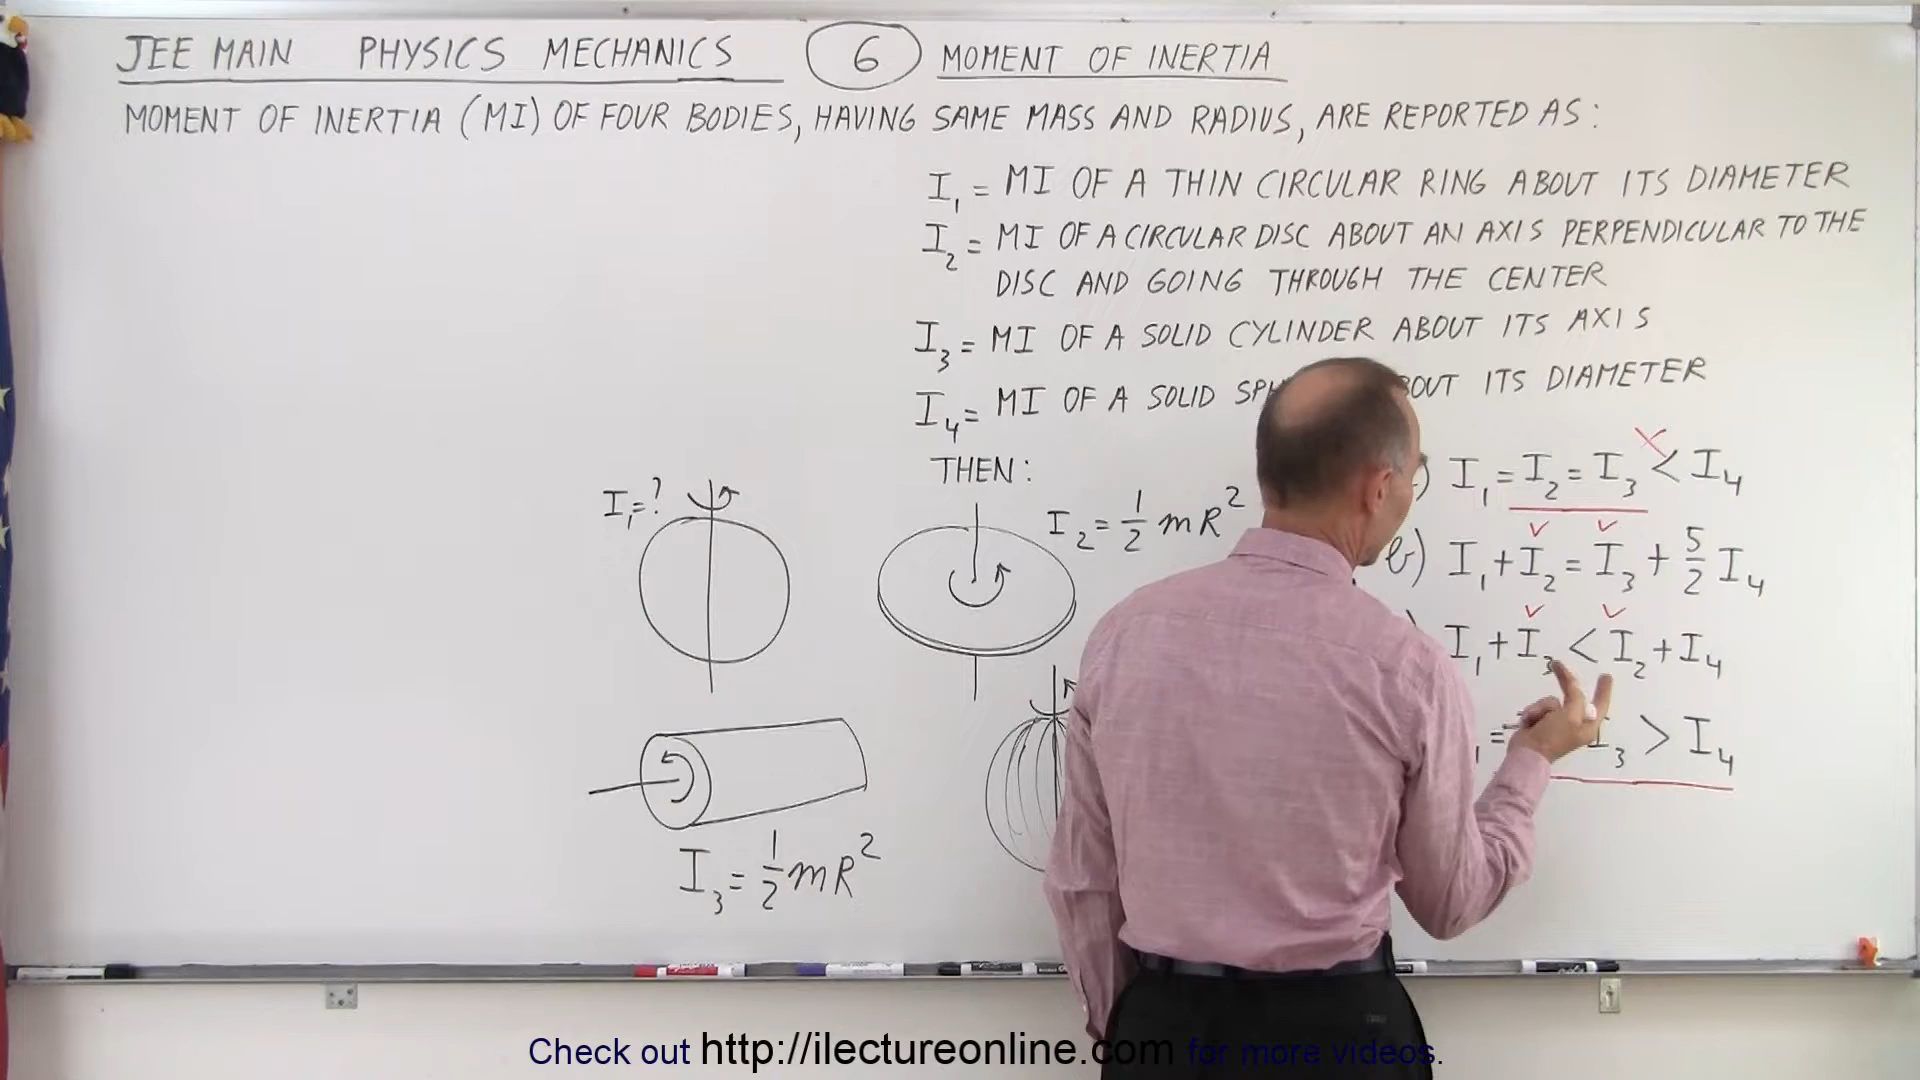 JEE MAIN PHYSICS MECHANICS 6 MOMENT OF INERTIA
MOMENT OF INERTIA (MI) OF FOUR BODIES, HAVING SAME MASS AND RADIUS, ARE REPORTED AS:
I₁ = MI OF A THIN CIRCULAR RING ABOUT ITS DIAMETER
I₂ = MI OF A CIRCULAR DISC ABOUT AN AXIS PERPENDICULAR TO THE
DISC AND GOING THROUGH THE CENTER
I₃ = MI OF A SOLID CYLINDER ABOUT ITS AXIS
I₄ = MI OF A SOLID ABOUT ITS DIAMETER
THEN:
) I₁ = I₂ = I₃ < I₄
b) I₁ + I₂ = I₃ + 5/2 I₄
I₁ + I₃ < I₂ + I₄
= I₃ > I₄
I₁ = ?
I₂ = 1/2 mR²
I₃ = 1/2 mR²
Check out http://ilectureonline.com for more videos.